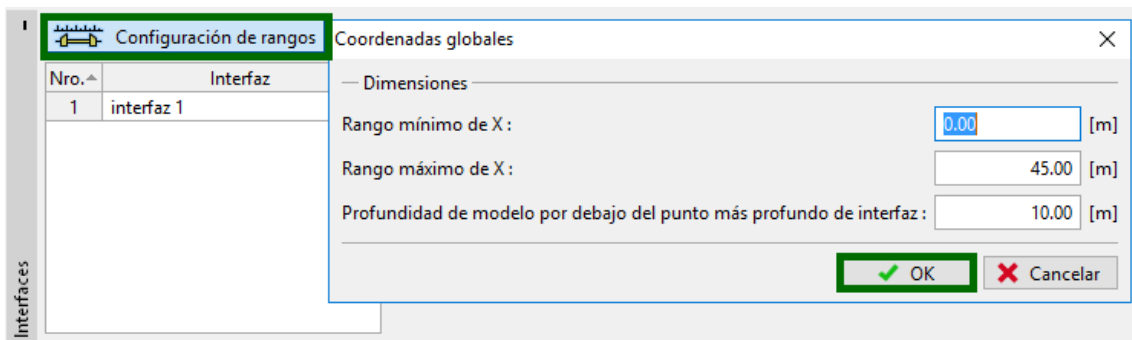 Configuración de rangos
Coordenadas globales
Nro. Interfaz
1 interfaz 1
Dimensiones
Rango mínimo de X : 0.00 [m]
Rango máximo de X : 45.00 [m]
Profundidad de modelo por debajo del punto más profundo de interfaz : 10.00 [m]
OK Cancelar
Interfaces